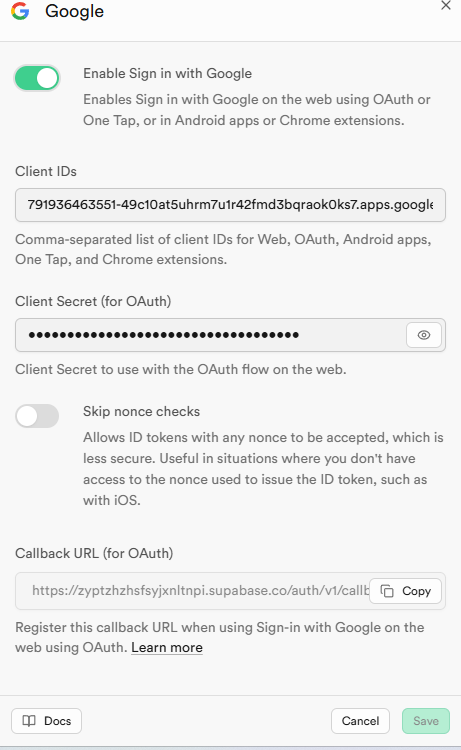 Google
Enable Sign in with Google
Enables Sign in with Google on the web using OAuth or
One Tap, or in Android apps or Chrome extensions.
Client IDs
791936463551-49c10at5uhrm7u1r42fmd3bqraok0ks7.apps.google
Comma-separated list of client IDs for Web, OAuth, Android apps,
One Tap, and Chrome extensions.
Client Secret (for OAuth)
••••••••••••••••••••••••••••••••••••
Client Secret to use with the OAuth flow on the web.
Skip nonce checks
Allows ID tokens with any nonce to be accepted, which is
less secure. Useful in situations where you don't have
access to the nonce used to issue the ID token, such as
with iOS.
Callback URL (for OAuth)
https://zyptzhzhsfsyjxnltnpi.supabase.co/auth/v1/callb Copy
Register this callback URL when using Sign-in with Google on the
web using OAuth. Learn more
Docs Cancel Save